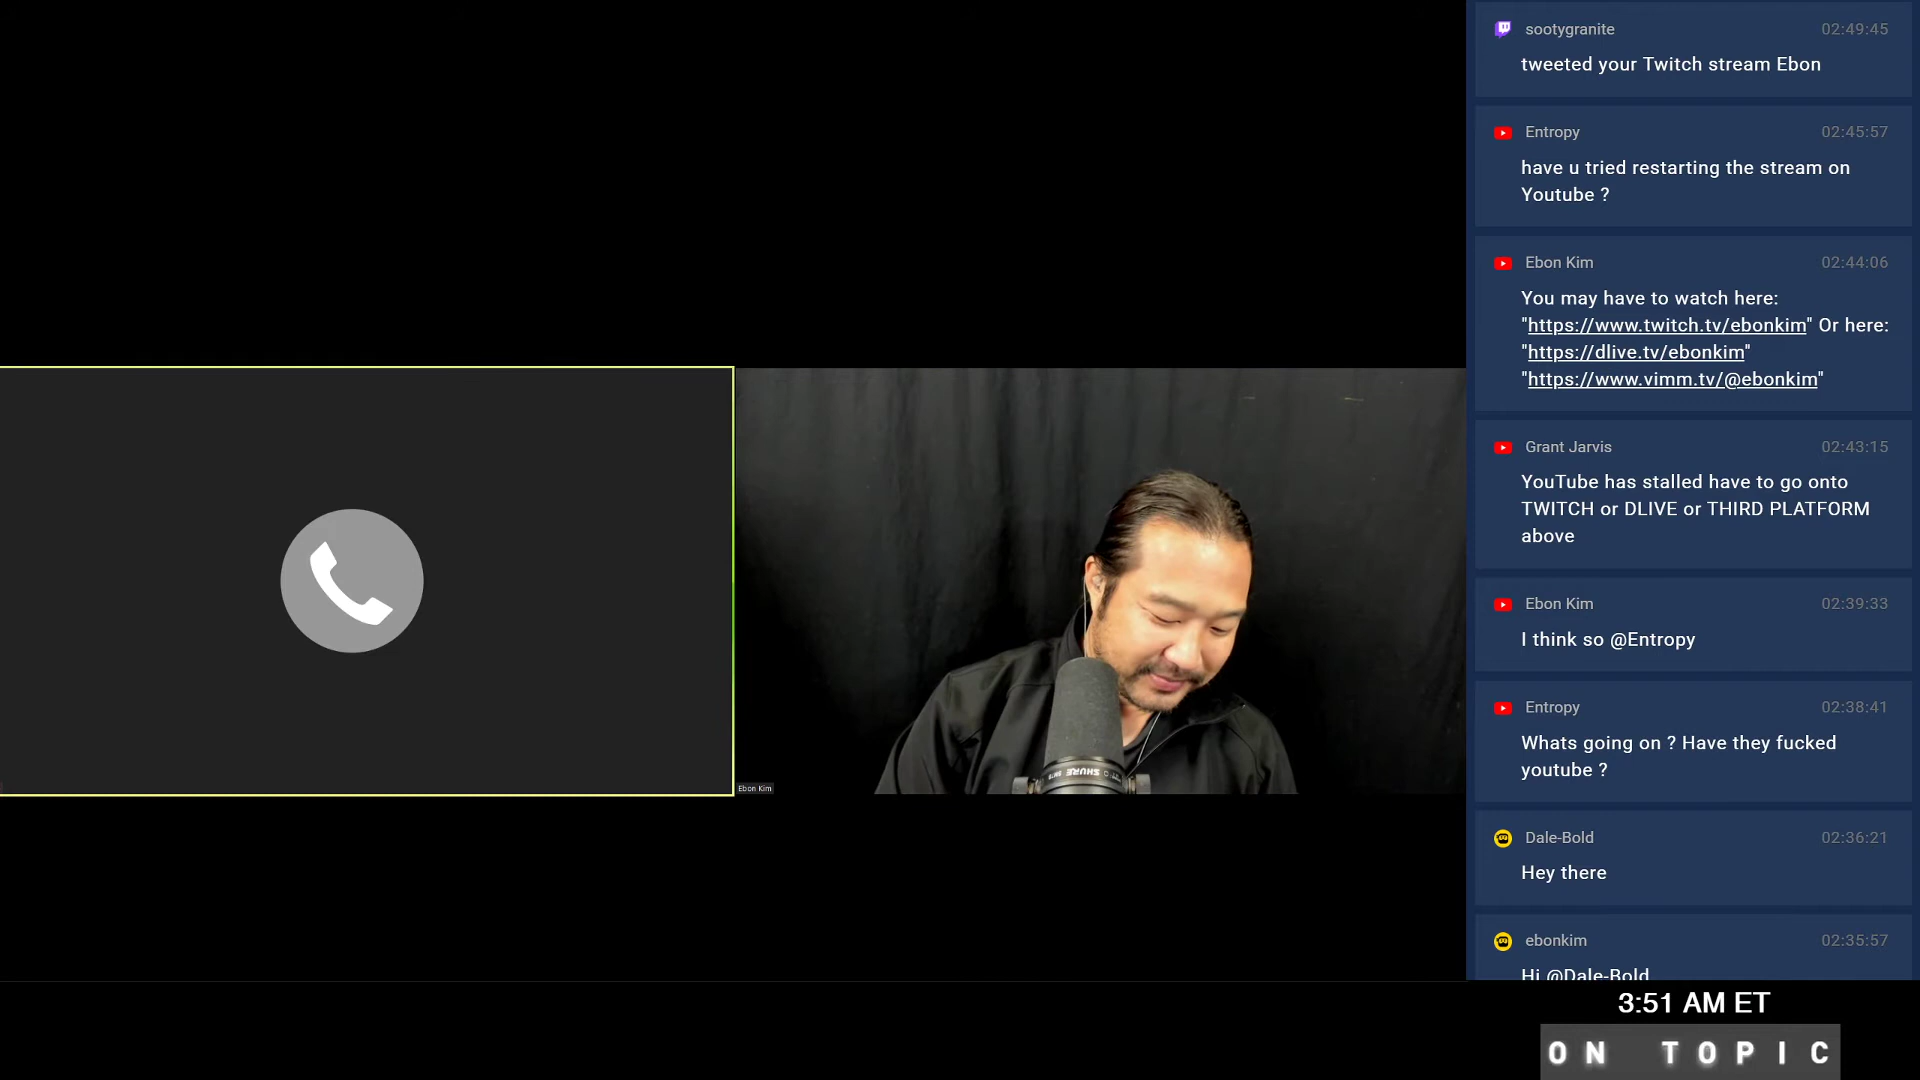 sootygranite 02:49:45
tweeted your Twitch stream Ebon
Entropy 02:45:57
have u tried restarting the stream on
Youtube ?
Ebon Kim 02:44:06
You may have to watch here:
"https://www.twitch.tv/ebonkim" Or here:
"https://dlive.tv/ebonkim"
"https://www.vimm.tv/@ebonkim"
Grant Jarvis 02:43:15
YouTube has stalled have to go onto
TWITCH or DLIVE or THIRD PLATFORM
above
Ebon Kim 02:39:33
I think so @Entropy
Entropy 02:38:41
Whats going on ? Have they fucked
youtube ?
Dale-Bold 02:36:21
Hey there
ebonkim 02:35:57
Hi @Dale-Bold
Ebon Kim
SHURE
3:51 AM ET
ON TOPIC